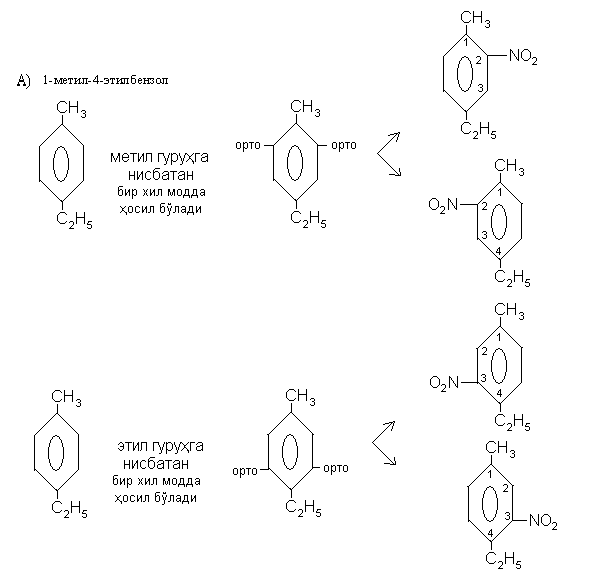 А) 1-метил-4-этилбензол
CH3
метил гуруҳга
нисбатан
бир хил модда
ҳосил бўлади
C2H5
CH3
орто орто
C2H5
CH3
1
2 NO2
3
C2H5
CH3
1
O2N 2
3
4
C2H5
CH3
этил гуруҳга
нисбатан
бир хил модда
ҳосил бўлади
C2H5
CH3
орто орто
C2H5
CH3
1
2
O2N 3
4
C2H5
CH3
1
2
3 NO2
4
C2H5